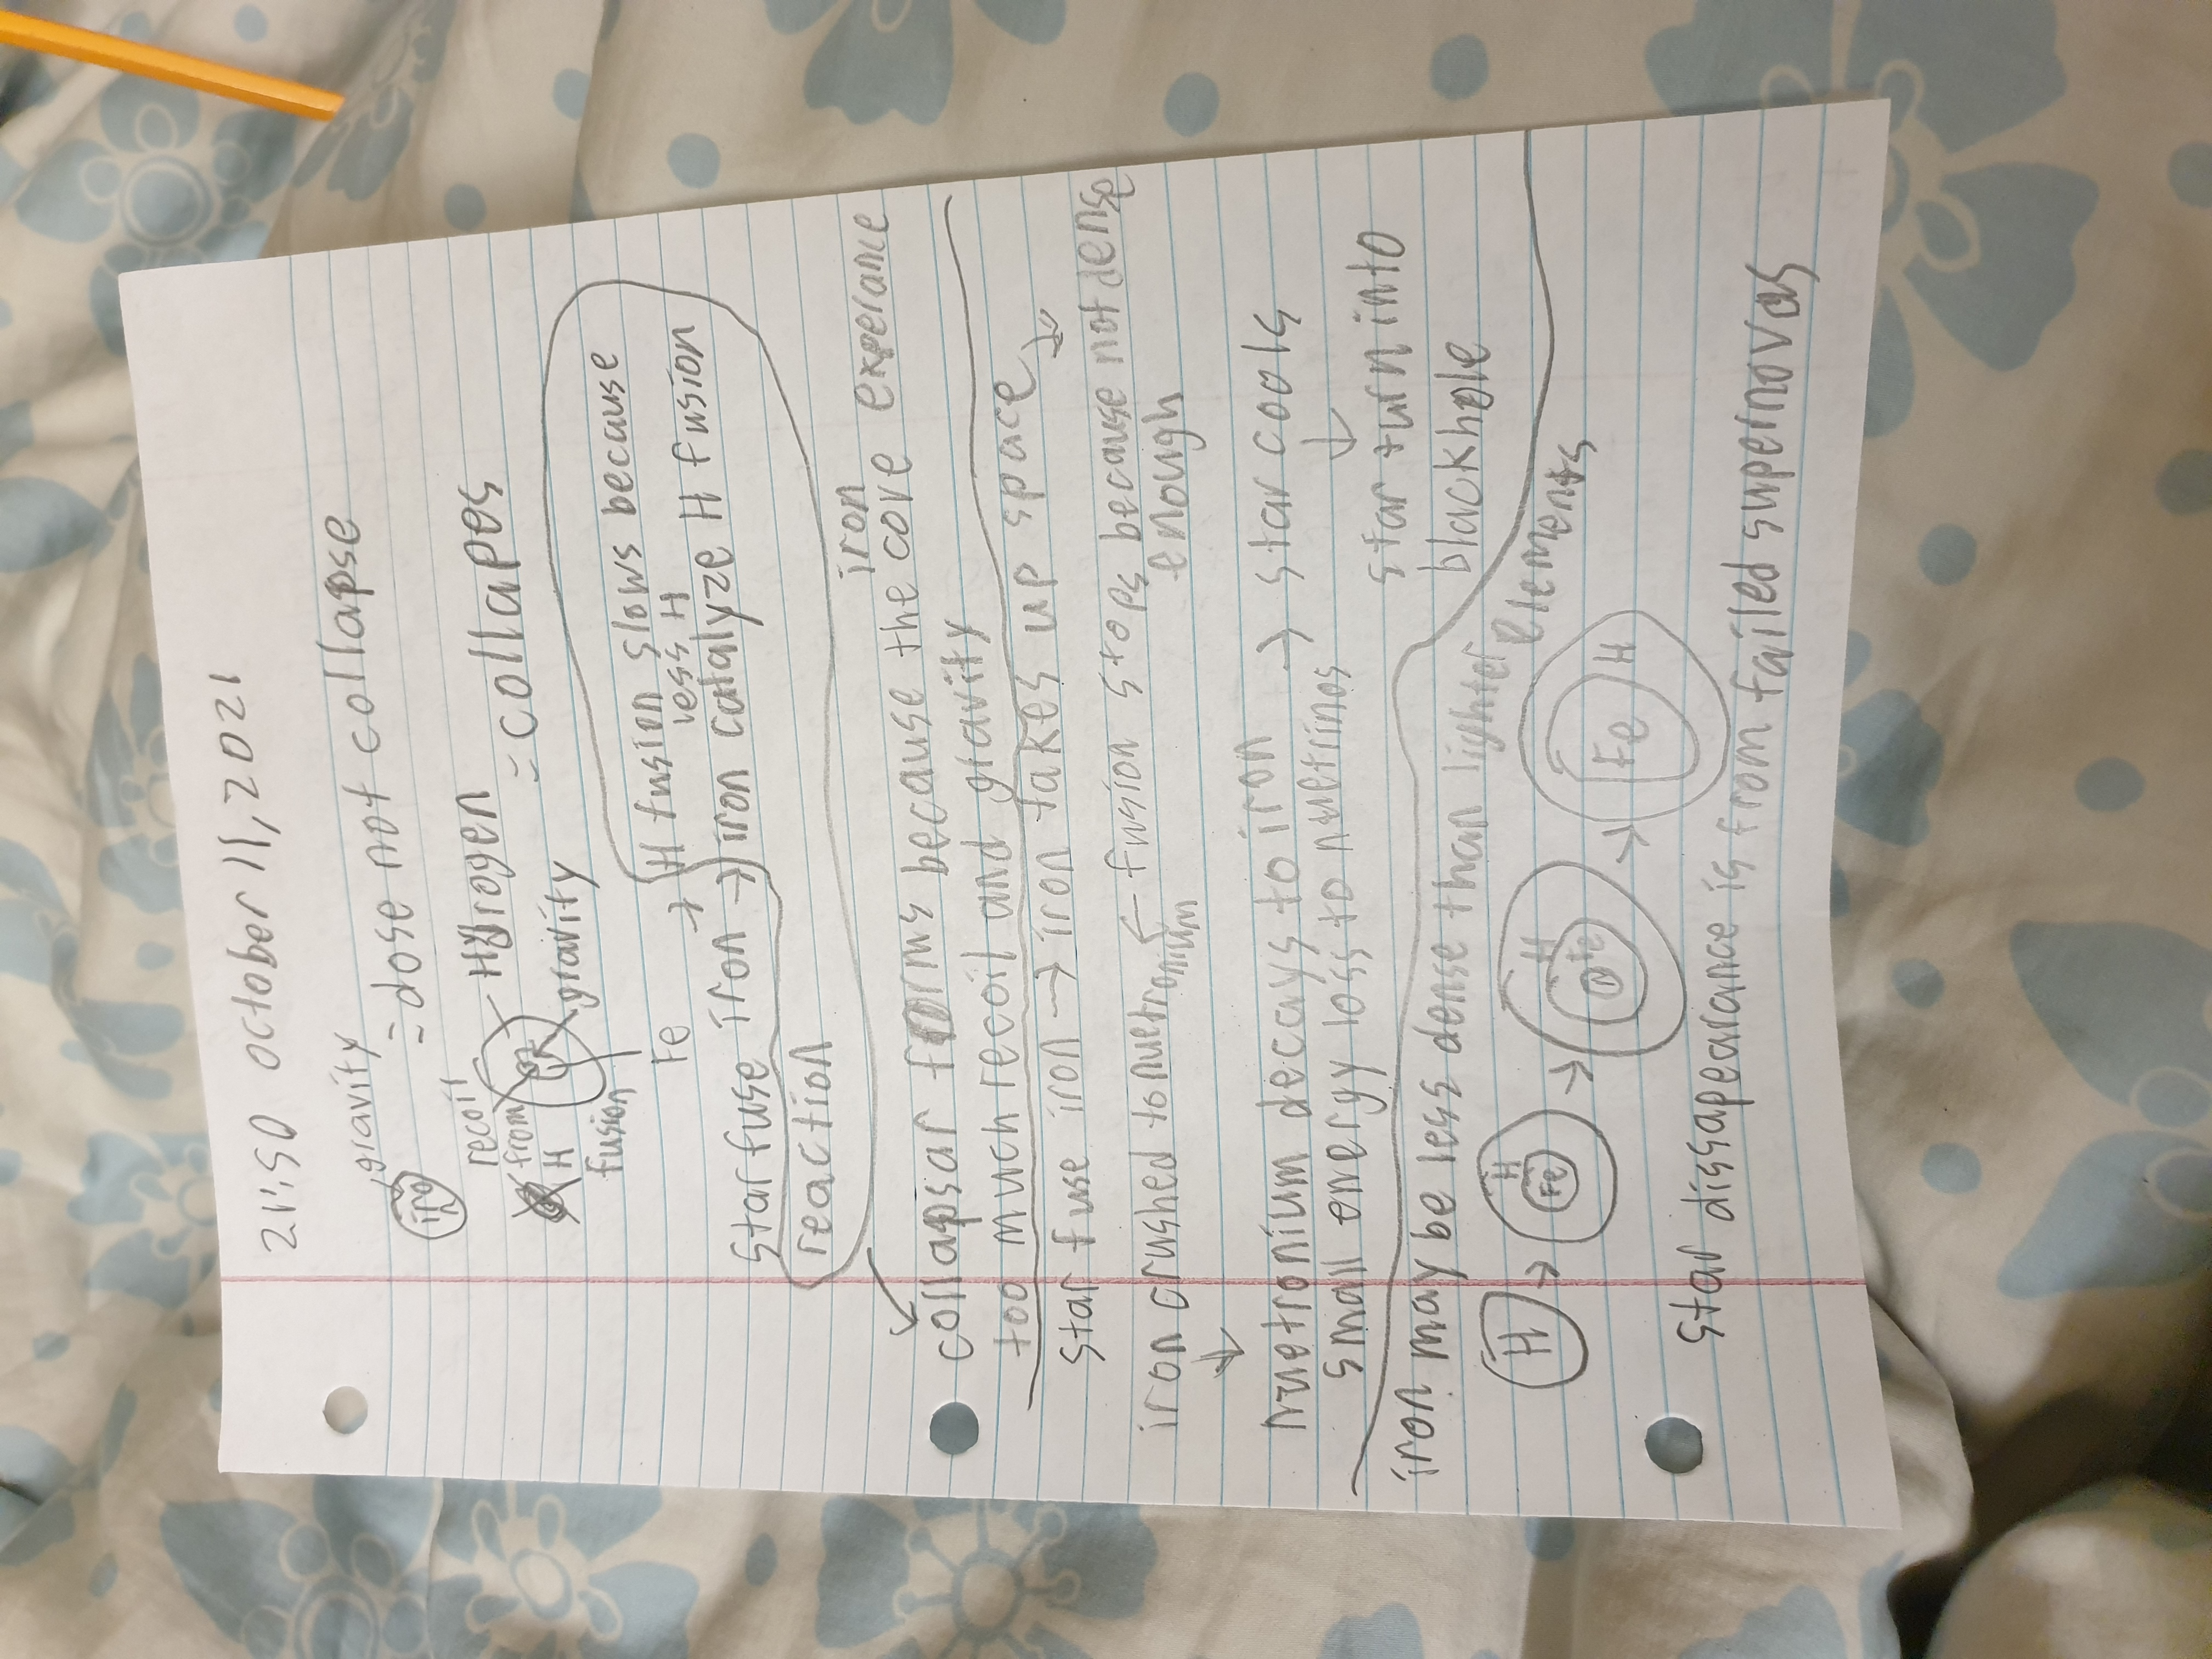 21:50 october 11, 2021
gravity
iron
= dose not collapse
recoil
from
H
fusion
Hydrogen
gravity
= collapes
Fe
→ H fusion slows because
less H
star fuse iron → iron catalyze H fusion
reaction
iron
collapsar forms because the core experance
too much recoil and gravity
star fuse iron → iron takes up space
iron crushed to nuetronium ← fusion stops because not dense
enough
nuetronium decays to iron → star cools
small energy loss to nuetrinos
star turn into
blackhole
iron may be less dense than lighter elements
H → H Fe → H Fe N → Fe H
star dissapearance is from failed supernovas